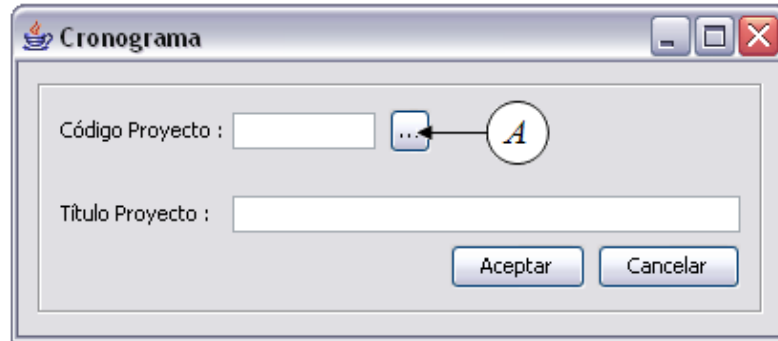 Cronograma
Código Proyecto : ... A
Título Proyecto :
Aceptar Cancelar